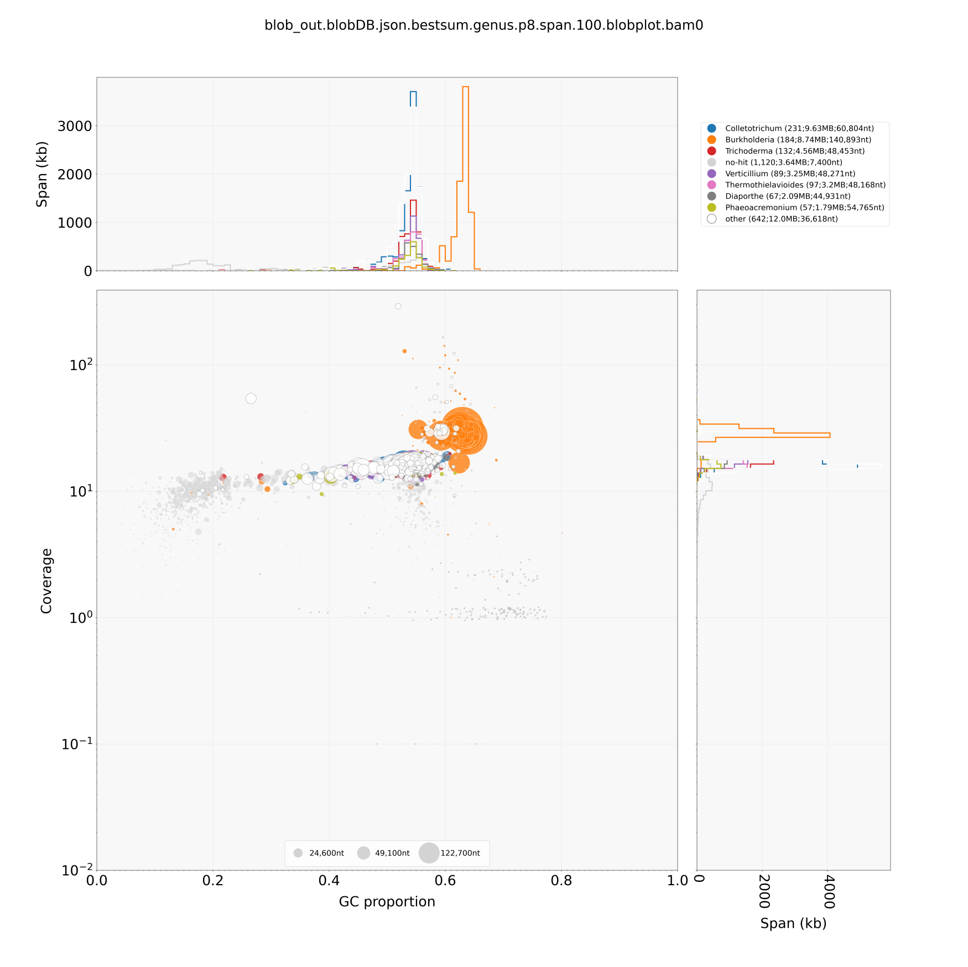 blob_out.blobDB.json.bestsum.genus.p8.span.100.blobplot.bam0
Span (kb)
3000
2000
1000
0
Colletotrichum (231;9.63MB;60,804nt)
Burkholderia (184;8.74MB;140,893nt)
Trichoderma (132;4.56MB;48,453nt)
no-hit (1,120;3.64MB;7,400nt)
Verticillium (89;3.25MB;48,271nt)
Thermothielavioides (97;3.2MB;48,168nt)
Diaporthe (67;2.09MB;44,931nt)
Phaeoacremonium (57;1.79MB;54,765nt)
other (642;12.0MB;36,618nt)
Coverage
10²
10¹
10⁰
10⁻¹
10⁻²
24,600nt 49,100nt 122,700nt
0.0 0.2 0.4 0.6 0.8 1.0
GC proportion
0 2000 4000
Span (kb)